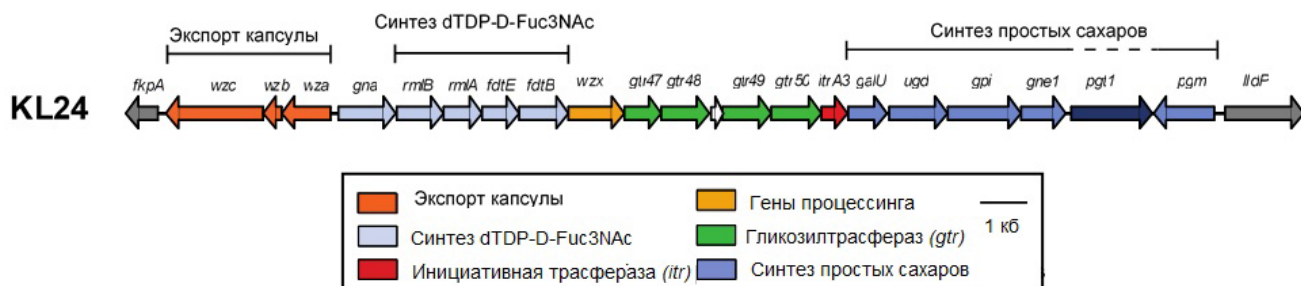 Синтез dTDP-D-Fuc3NAc
Экспорт капсулы
Синтез простых сахаров
fkpA wzc wzb wza gna rmlB rmlA fdtE fdtB wzx gtr47 gtr48 gtr49 gtr50 itrA3 galU ugd gpi gne1 pgt1 pgm lldP
KL24
Экспорт капсулы
Гены процессинга
1 кб
Синтез dTDP-D-Fuc3NAc
Гликозилтрасфераз (gtr)
Инициативная трасфераза (itr)
Синтез простых сахаров